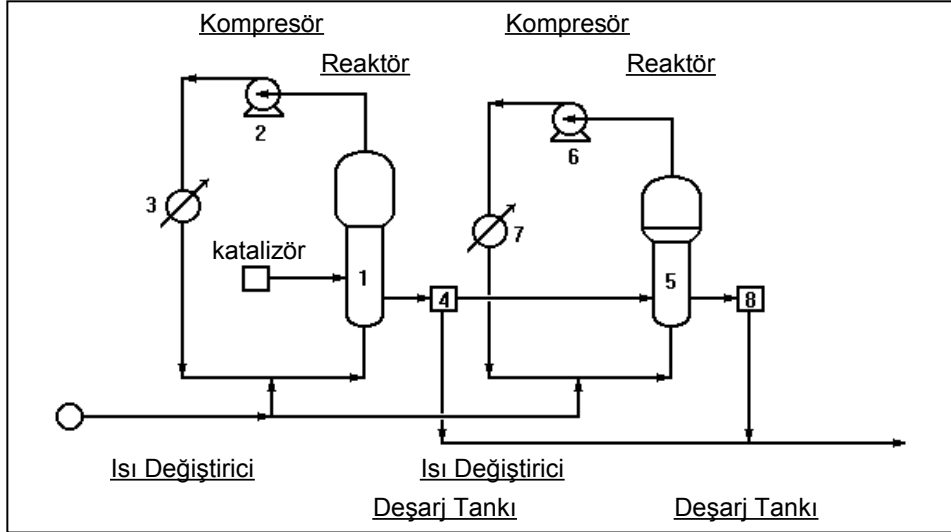 Kompresör Kompresör
Reaktör Reaktör
2
6
3
7
katalizör
1
5
4
8
Isı Değiştirici Isı Değiştirici
Deşarj Tankı Deşarj Tankı